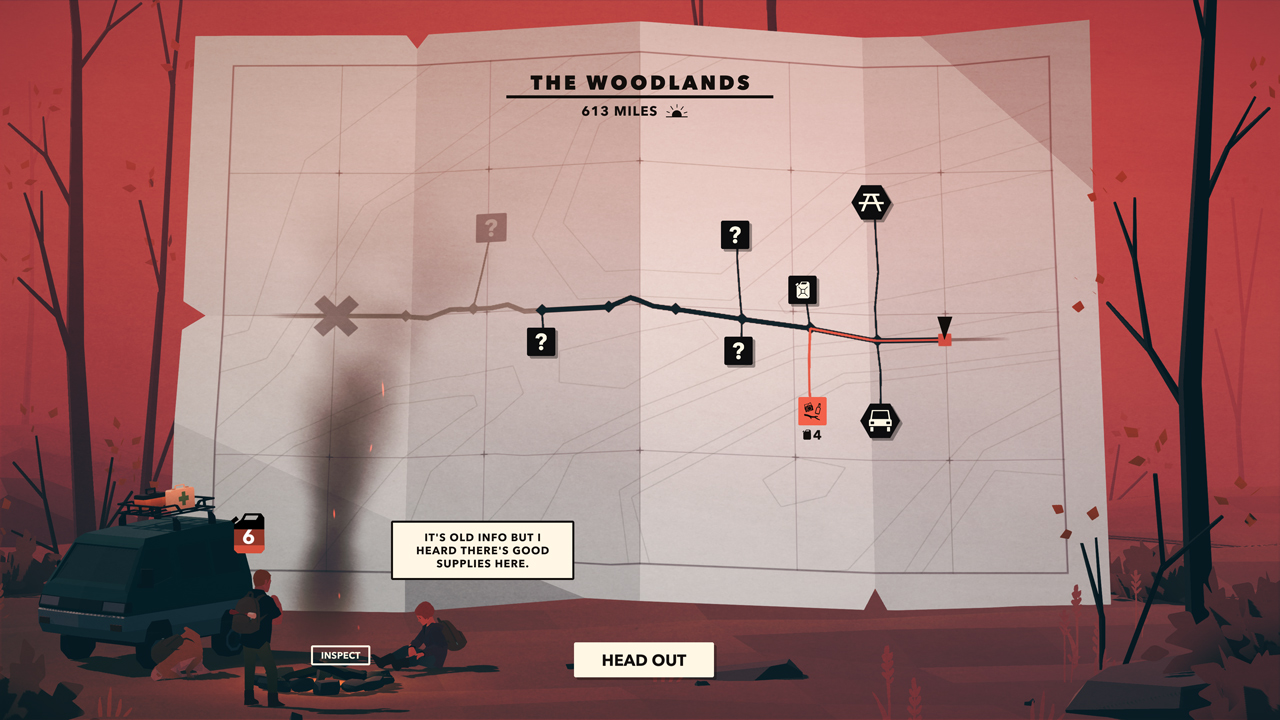 THE WOODLANDS
613 MILES
?
?
?
?
4
6
IT'S OLD INFO BUT I
HEARD THERE'S GOOD
SUPPLIES HERE.
INSPECT
HEAD OUT